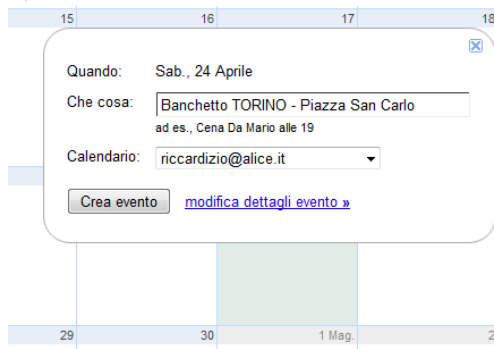 15 16 17 18
Quando: Sab., 24 Aprile
Che cosa: Banchetto TORINO - Piazza San Carlo
ad es., Cena Da Mario alle 19
Calendario: riccardizio@alice.it
Crea evento modifica dettagli evento »
29 30 1 Mag. 2